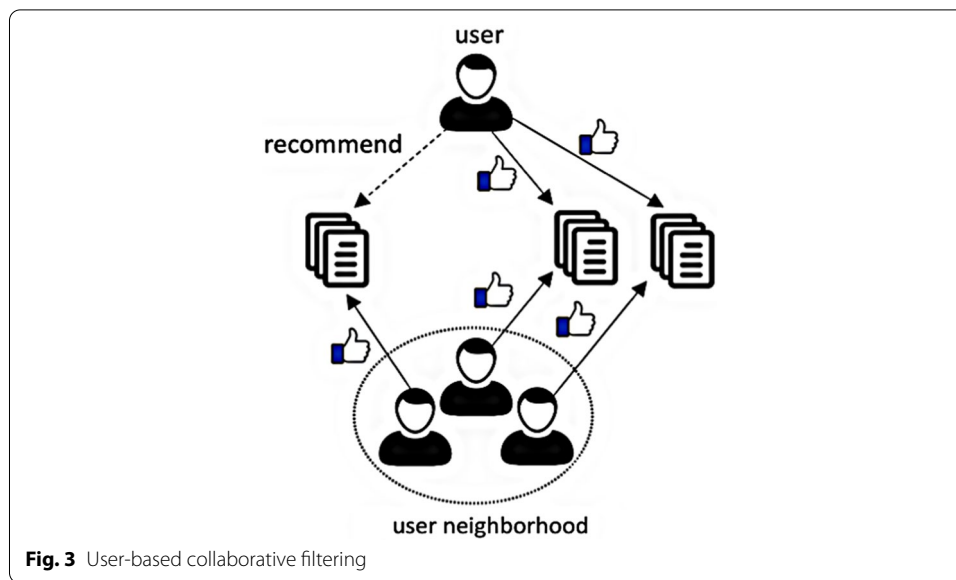 user
recommend
user neighborhood
Fig. 3 User-based collaborative filtering